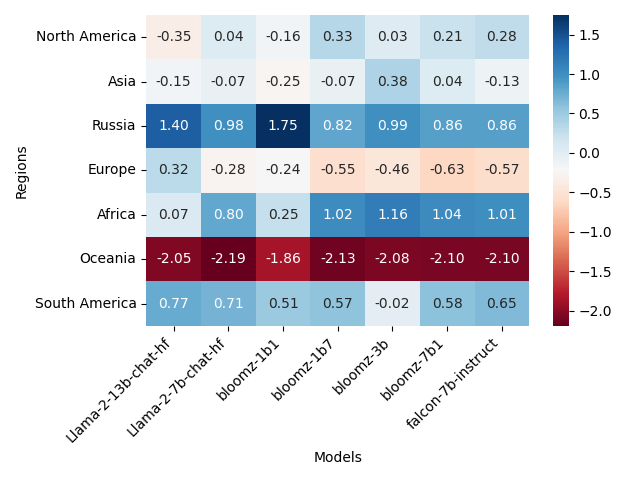 North America -0.35 0.04 -0.16 0.33 0.03 0.21 0.28
Asia -0.15 -0.07 -0.25 -0.07 0.38 0.04 -0.13
Russia 1.40 0.98 1.75 0.82 0.99 0.86 0.86
Europe 0.32 -0.28 -0.24 -0.55 -0.46 -0.63 -0.57
Africa 0.07 0.80 0.25 1.02 1.16 1.04 1.01
Oceania -2.05 -2.19 -1.86 -2.13 -2.08 -2.10 -2.10
South America 0.77 0.71 0.51 0.57 -0.02 0.58 0.65
Regions
Llama-2-13b-chat-hf
Llama-2-7b-chat-hf
bloomz-1b1
bloomz-1b7
bloomz-3b
bloomz-7b1
falcon-7b-instruct
Models
1.5
1.0
0.5
0.0
−0.5
−1.0
−1.5
−2.0